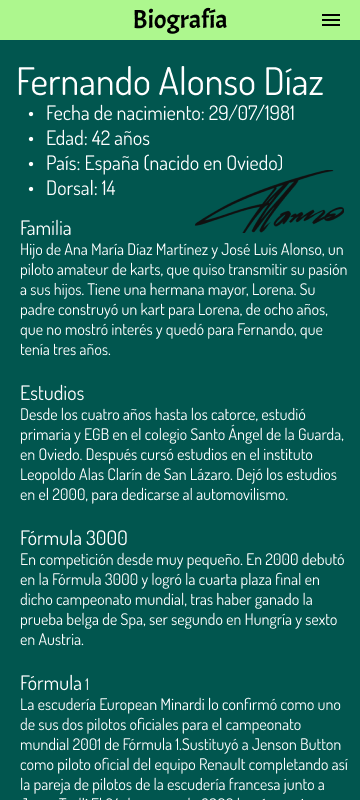 Biografía
Fernando Alonso Díaz
• Fecha de nacimiento: 29/07/1981
• Edad: 42 años
• País: España (nacido en Oviedo)
• Dorsal: 14
Familia
Hijo de Ana María Díaz Martínez y José Luis Alonso, un
piloto amateur de karts, que quiso transmitir su pasión
a sus hijos. Tiene una hermana mayor, Lorena. Su
padre construyó un kart para Lorena, de ocho años,
que no mostró interés y quedó para Fernando, que
tenía tres años.
Estudios
Desde los cuatro años hasta los catorce, estudió
primaria y EGB en el colegio Santo Ángel de la Guarda,
en Oviedo. Después cursó estudios en el instituto
Leopoldo Alas Clarín de San Lázaro. Dejó los estudios
en el 2000, para dedicarse al automovilismo.
Fórmula 3000
En competición desde muy pequeño. En 2000 debutó
en la Fórmula 3000 y logró la cuarta plaza final en
dicho campeonato mundial, tras haber ganado la
prueba belga de Spa, ser segundo en Hungría y sexto
en Austria.
Fórmula 1
La escudería European Minardi lo confirmó como uno
de sus dos pilotos oficiales para el campeonato
mundial 2001 de Fórmula 1.Sustituyó a Jenson Button
como piloto oficial del equipo Renault completando así
la pareja de pilotos de la escudería francesa junto a